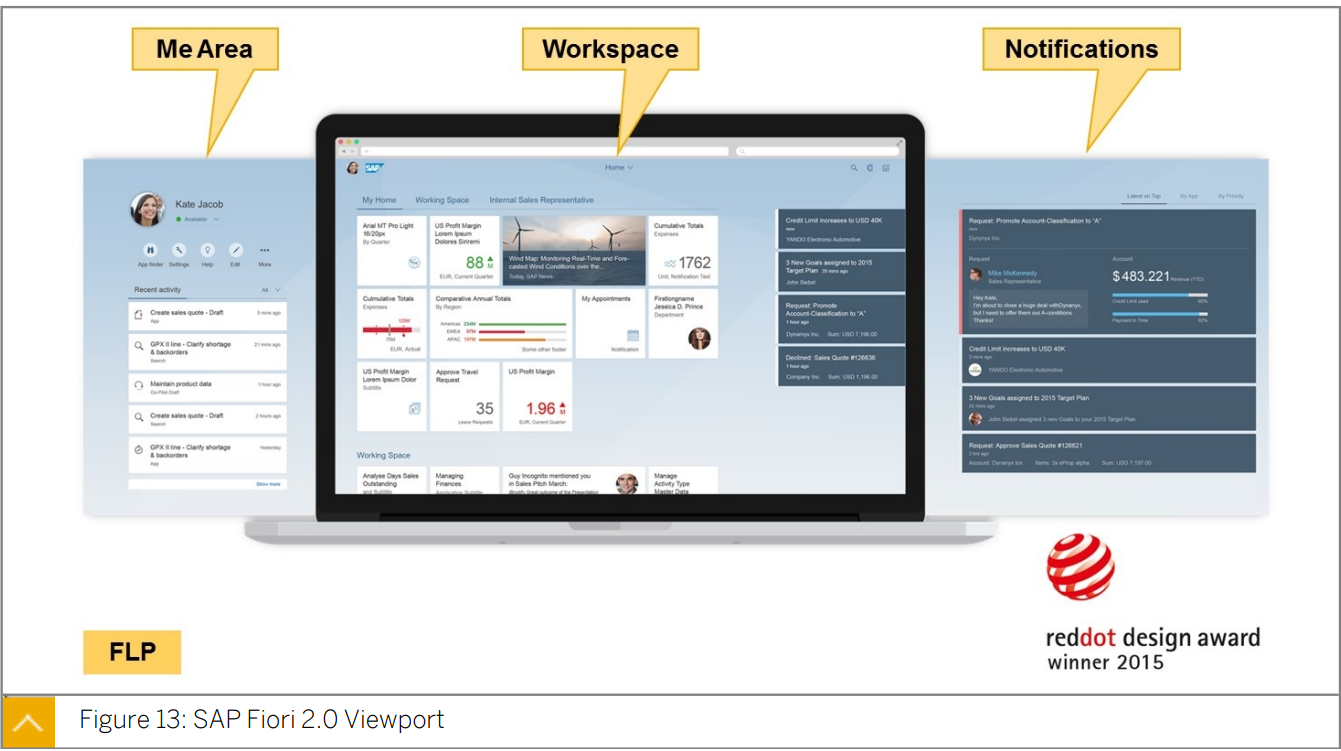 Me Area
Workspace
Notifications
Kate Jacob
Available
App finder
Settings
Help
Edit
More
Recent activity
All
Create sales quote - Draft
5 mins ago
App
GPX II line - Clarify shortage
& backorders
21 mins ago
Search
Maintain product data
1 hour ago
Co-Pilot Draft
Create sales quote - Draft
2 hours ago
Search
GPX II line - Clarify shortage
& backorders
Yesterday
App
Show more
SAP
Home
My Home
Working Space
Internal Sales Representative
Arial MT Pro Light
16/20px
By Quarter
US Profit Margin
Lorem Ipsum
Dolores Sriremi
88
M
EUR, Current Quarter
Wind Map: Monitoring Real-Time and Fore-
casted Wind Conditions over the...
Today, SAP News
Cumulative Totals
Expenses
1762
Unit, Notification Text
Culmulative Totals
Expenses
125M
75M
EUR, Actual
Comparative Annual Totals
By Region
Americas 234M
EMEA 97M
APAC 197M
Some other footer
My Appointments
Notification
Firstlongname
Jessica D. Prince
Department
US Profit Margin
Lorem Ipsum Dolor
Subtitle
Approve Travel
Request
35
Leave Requests
US Profit Margin
1.96
M
EUR, Current Quarter
Working Space
Analyse Days Sales
Outstanding
and Subtitle
Managing
Finances
Application Subtitle
Guy Incognito mentioned you
in Sales Pitch March:
Manage
Activity Type
Master Data
Credit Limit increases to USD 40K
now
YANDO Electronic Automotive
3 New Goals assigned to 2015
Target Plan 35 mins ago
John Siebel
Request: Promote
Account-Classification to "A"
1 hour ago
Dynanyx Inc. Sum: USD 7,196.00
Declined: Sales Quote #126636
1 hour ago
Company Inc. Sum: USD 1,196.00
Latest on Top
By App
By Priority
Request: Promote Account-Classification to "A"
now
Dynanyx Inc.
Request
Mike McKennedy
Sales Representative
Hey Kate,
I'm about to close a huge deal withDynanyx,
but I need to offer them our A-conditions.
Thanks!
Account
$483.221 Revenue (YTD)
Credit Limit used
80%
Payment in Time
92%
Credit Limit increases to USD 40K
2 mins ago
YANDO Electronic Automotive
3 New Goals assigned to 2015 Target Plan
52 mins ago
John Siebel assigned 3 new Goals to your 2015 Target Plan
Request: Approve Sales Quote #126621
2 hrs ago
Account: Dynanyx Inc. Items: 3x eProp alpha Sum: USD 7,197.00
FLP
reddot design award
winner 2015
Figure 13: SAP Fiori 2.0 Viewport